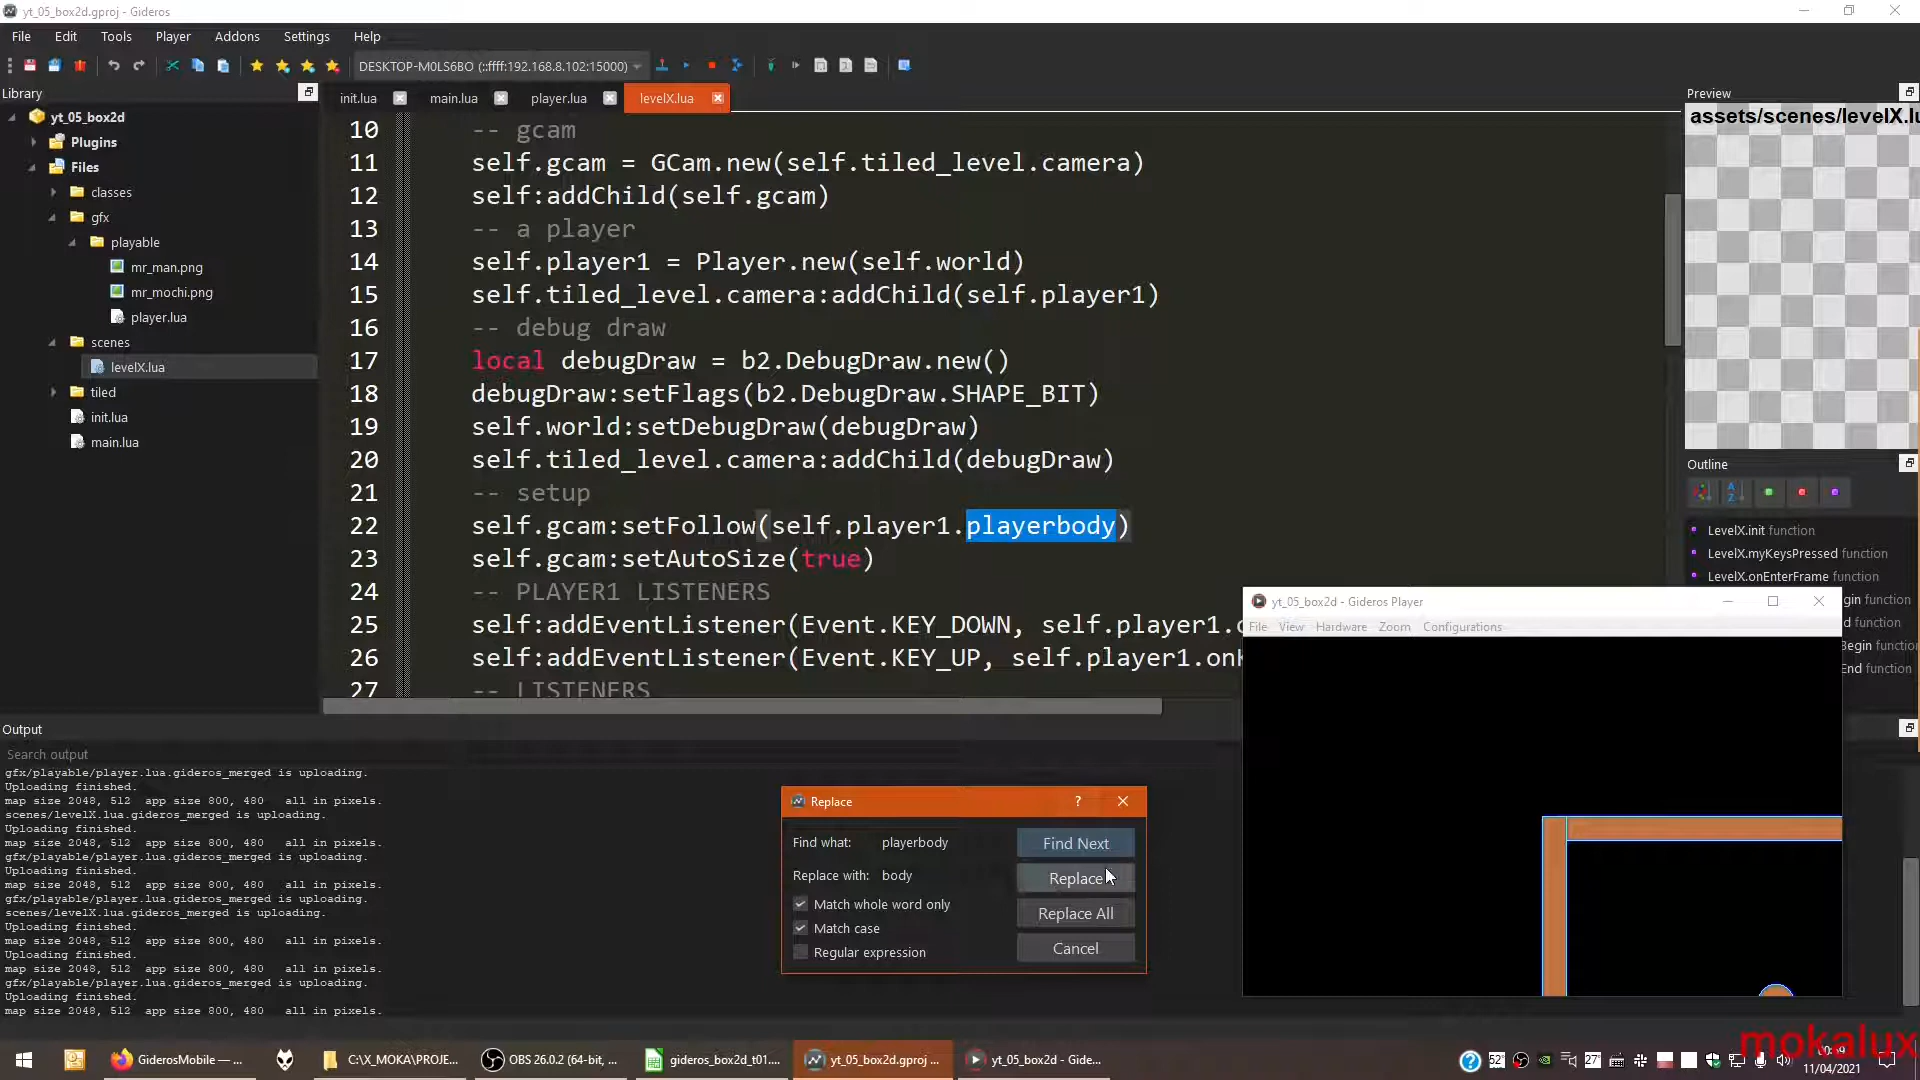 yt_05_box2d.gproj - Gideros
File Edit Tools Player Addons Settings Help
DESKTOP-M0LS6BO (::ffff:192.168.8.102:15000)
Library
yt_05_box2d
Plugins
Files
classes
gfx
playable
mr_man.png
mr_mochi.png
player.lua
scenes
levelX.lua
tiled
init.lua
main.lua
init.lua main.lua player.lua levelX.lua
10 -- gcam
11 self.gcam = GCam.new(self.tiled_level.camera)
12 self:addChild(self.gcam)
13 -- a player
14 self.player1 = Player.new(self.world)
15 self.tiled_level.camera:addChild(self.player1)
16 -- debug draw
17 local debugDraw = b2.DebugDraw.new()
18 debugDraw:setFlags(b2.DebugDraw.SHAPE_BIT)
19 self.world:setDebugDraw(debugDraw)
20 self.tiled_level.camera:addChild(debugDraw)
21 -- setup
22 self.gcam:setFollow(self.player1.playerbody)
23 self.gcam:setAutoSize(true)
24 -- PLAYER1 LISTENERS
25 self:addEventListener(Event.KEY_DOWN, self.player1.
26 self:addEventListener(Event.KEY_UP, self.player1.on
27 -- LISTENERS
Preview
assets/scenes/levelX.lu
Outline
LevelX.init function
LevelX.myKeysPressed function
LevelX.onEnterFrame function
gin function
d function
Begin function
End function
yt_05_box2d - Gideros Player
File View Hardware Zoom Configurations
Output
Search output
gfx/playable/player.lua.gideros_merged is uploading.
Uploading finished.
map size 2048, 512 app size 800, 480 all in pixels.
scenes/levelX.lua.gideros_merged is uploading.
Uploading finished.
map size 2048, 512 app size 800, 480 all in pixels.
gfx/playable/player.lua.gideros_merged is uploading.
Uploading finished.
map size 2048, 512 app size 800, 480 all in pixels.
gfx/playable/player.lua.gideros_merged is uploading.
scenes/levelX.lua.gideros_merged is uploading.
Uploading finished.
map size 2048, 512 app size 800, 480 all in pixels.
Uploading finished.
map size 2048, 512 app size 800, 480 all in pixels.
gfx/playable/player.lua.gideros_merged is uploading.
Uploading finished.
map size 2048, 512 app size 800, 480 all in pixels.
Replace ?
Find what: playerbody Find Next
Replace with: body Replace
Match whole word only
Replace All
Match case
Regular expression Cancel
GiderosMobile — ... C:\X_MOKA\PROJE... OBS 26.0.2 (64-bit, ... gideros_box2d_t01.... yt_05_box2d.gproj ... yt_05_box2d - Gide...
52° 27°
11/04/2021
mokalux